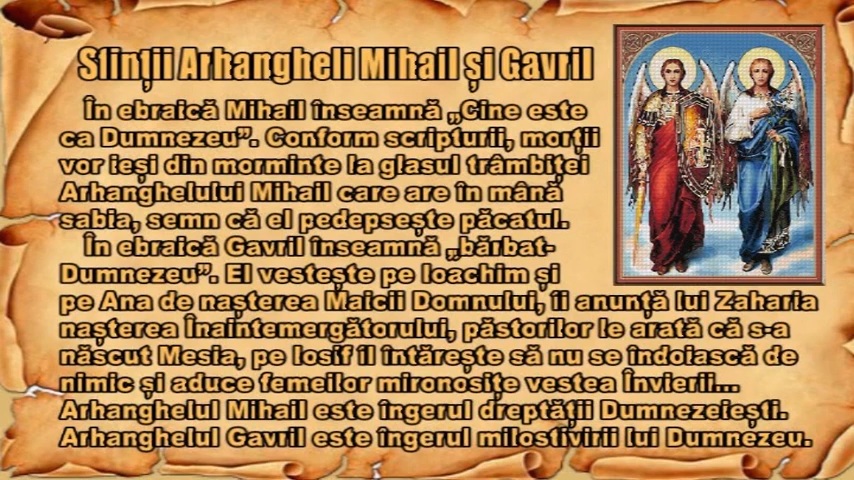 Sfinții Arhangheli Mihail și Gavril
În ebraică Mihail înseamnă „Cine este
ca Dumnezeu”. Conform scripturii, morții
vor ieși din morminte la glasul trâmbiței
Arhanghelului Mihail care are în mână
sabia, semn că el pedepsește păcatul.
În ebraică Gavril înseamnă „bărbat-
Dumnezeu”. El vestește pe Ioachim și
pe Ana de nașterea Maicii Domnului, îi anunță lui Zaharia
nașterea Înaintemergătorului, păstorilor le arată că s-a
născut Mesia, pe Iosif îl întărește să nu se îndoiască de
nimic și aduce femeilor mironosițe vestea Învierii...
Arhanghelul Mihail este îngerul dreptății Dumnezeiești.
Arhanghelul Gavril este îngerul milostivirii lui Dumnezeu.